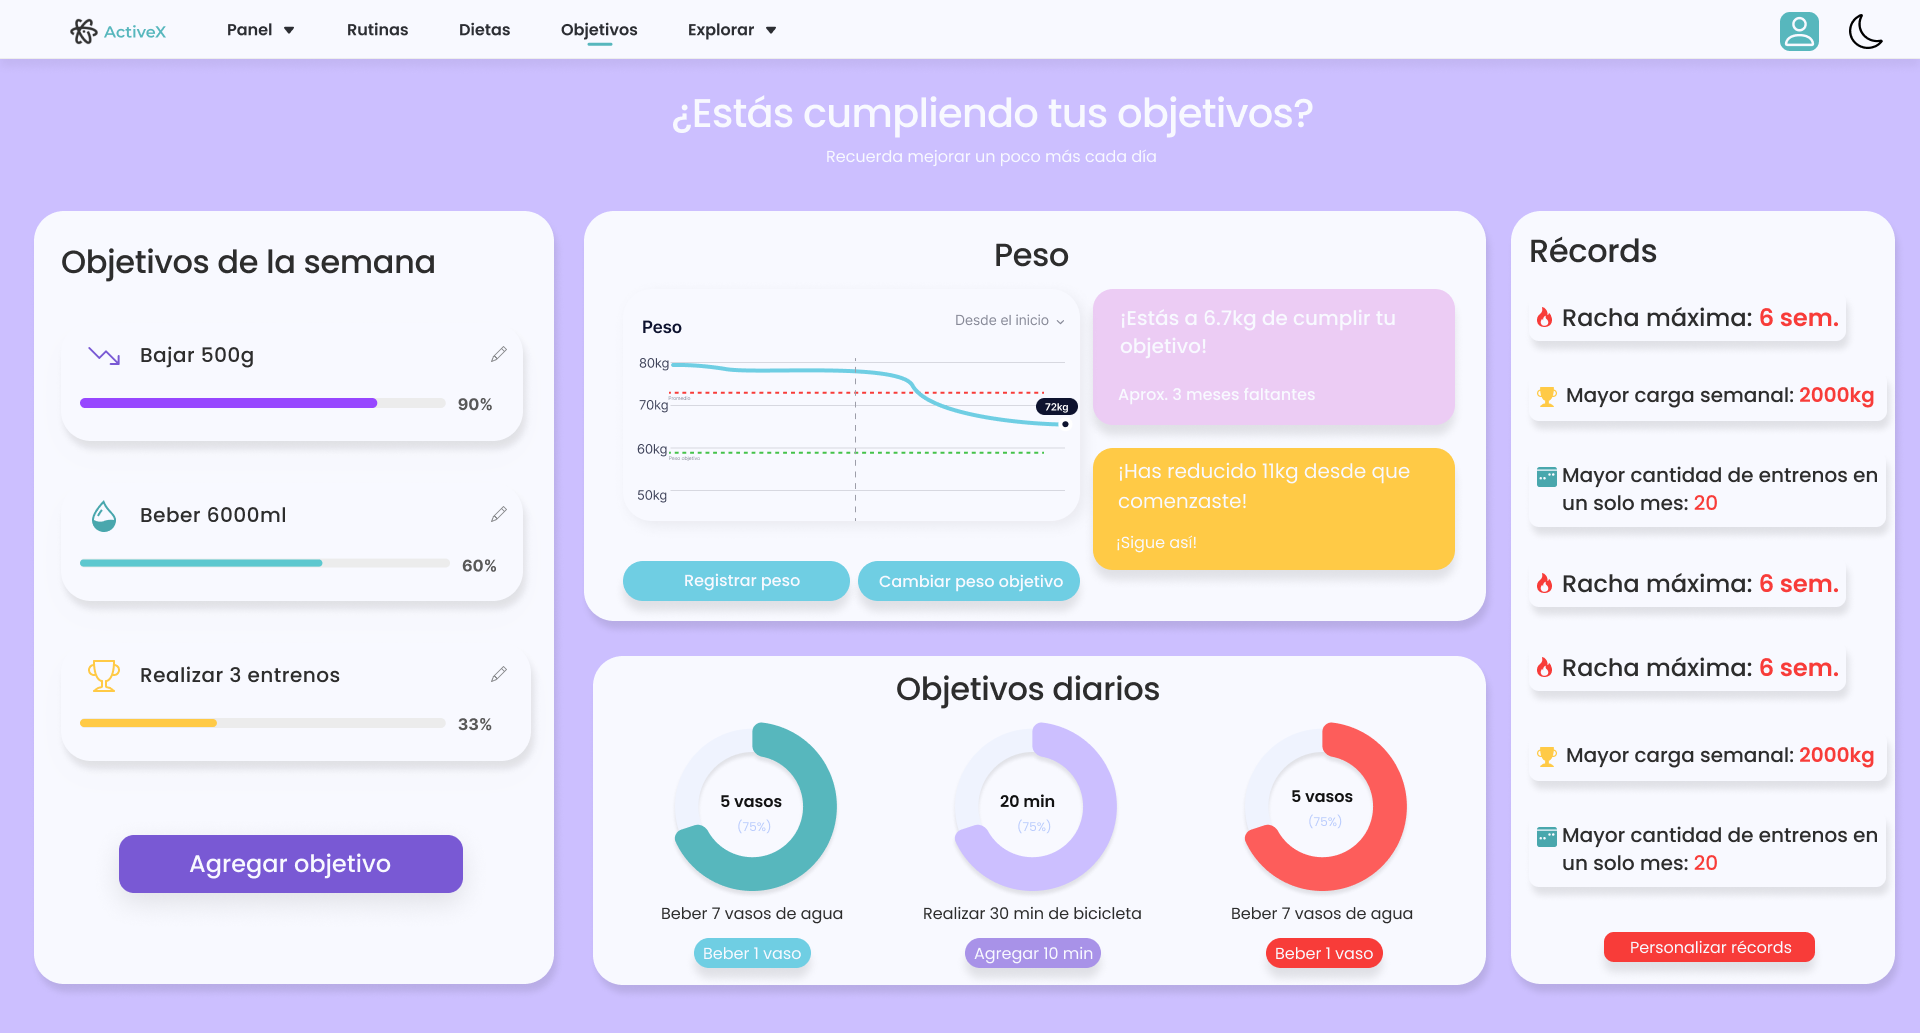 ActiveX
Panel
Rutinas
Dietas
Objetivos
Explorar
¿Estás cumpliendo tus objetivos?
Recuerda mejorar un poco más cada día
Objetivos de la semana
Bajar 500g
90%
Beber 6000ml
60%
Realizar 3 entrenos
33%
Agregar objetivo
Peso
Peso
Desde el inicio
80kg
Promedio
70kg
72kg
60kg
Peso objetivo
50kg
Registrar peso
Cambiar peso objetivo
¡Estás a 6.7kg de cumplir tu
objetivo!
Aprox. 3 meses faltantes
¡Has reducido 11kg desde que
comenzaste!
¡Sigue así!
Objetivos diarios
5 vasos
(75%)
Beber 7 vasos de agua
Beber 1 vaso
20 min
(75%)
Realizar 30 min de bicicleta
Agregar 10 min
5 vasos
(75%)
Beber 7 vasos de agua
Beber 1 vaso
Récords
Racha máxima: 6 sem.
Mayor carga semanal: 2000kg
Mayor cantidad de entrenos en
un solo mes: 20
Racha máxima: 6 sem.
Racha máxima: 6 sem.
Mayor carga semanal: 2000kg
Mayor cantidad de entrenos en
un solo mes: 20
Personalizar récords